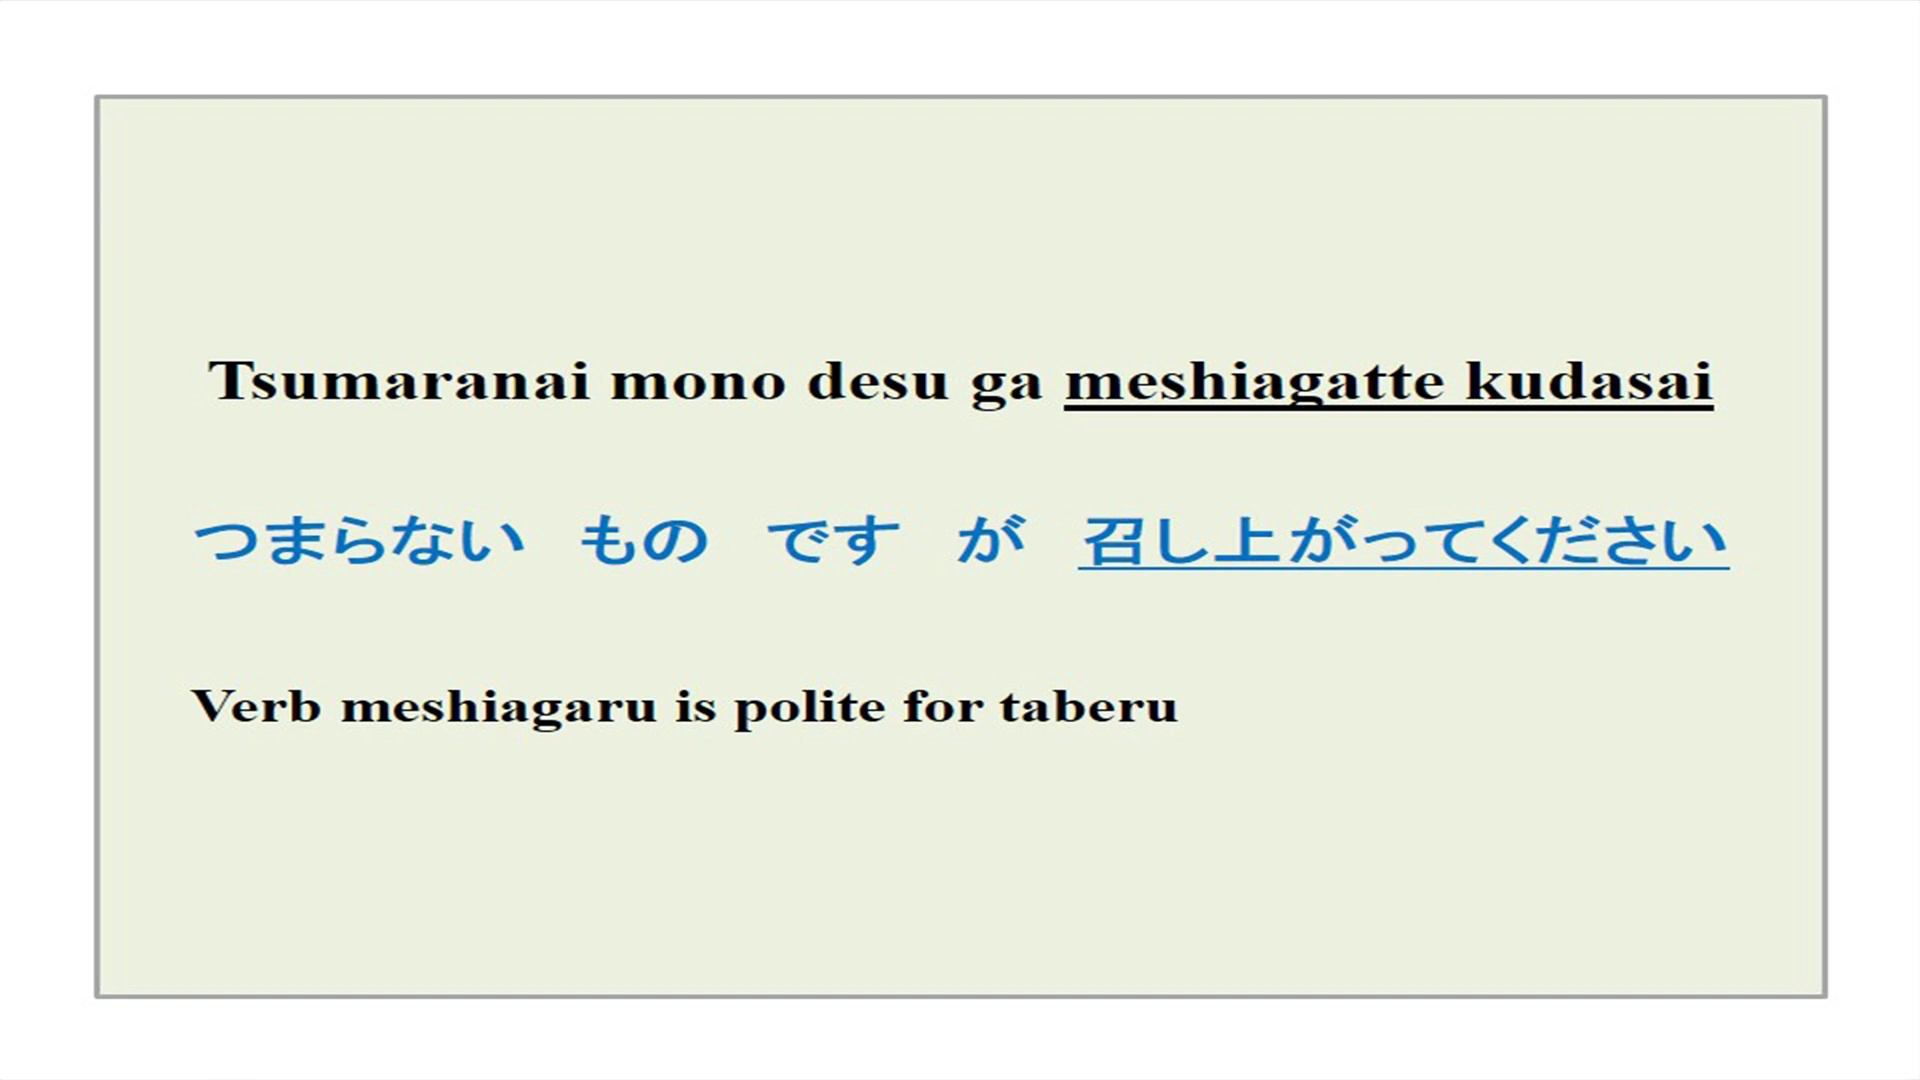 Tsumaranai mono desu ga meshiagatte kudasai
つまらない　もの　です　が　召し上がってください
Verb meshiagaru is polite for taberu